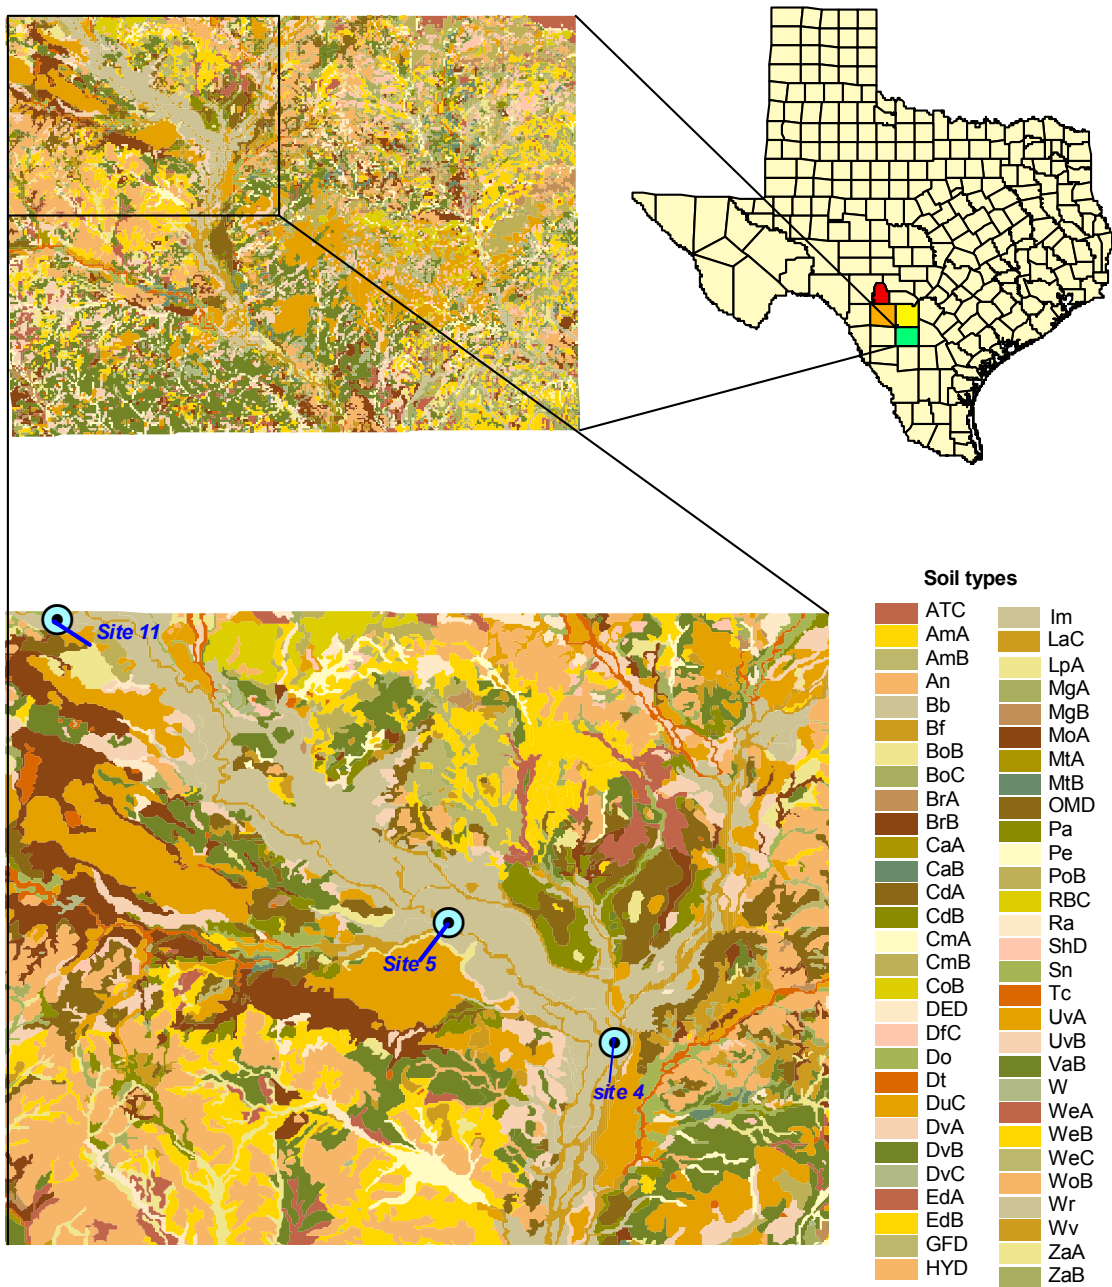 Site 11
Site 5
site 4
Soil types
ATC
AmA
AmB
An
Bb
Bf
BoB
BoC
BrA
BrB
CaA
CaB
CdA
CdB
CmA
CmB
CoB
DED
DfC
Do
Dt
DuC
DvA
DvB
DvC
EdA
EdB
GFD
HYD
Im
LaC
LpA
MgA
MgB
MoA
MtA
MtB
OMD
Pa
Pe
PoB
RBC
Ra
ShD
Sn
Tc
UvA
UvB
VaB
W
WeA
WeB
WeC
WoB
Wr
Wv
ZaA
ZaB